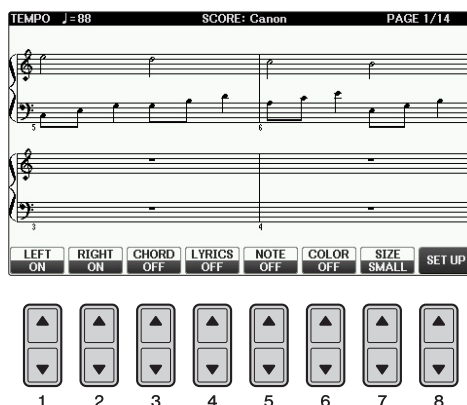 TEMPO ♩=88 SCORE: Canon PAGE 1/14
5 6
3 4
LEFT RIGHT CHORD LYRICS NOTE COLOR SIZE SET UP
ON ON OFF OFF OFF OFF SMALL
1 2 3 4 5 6 7 8